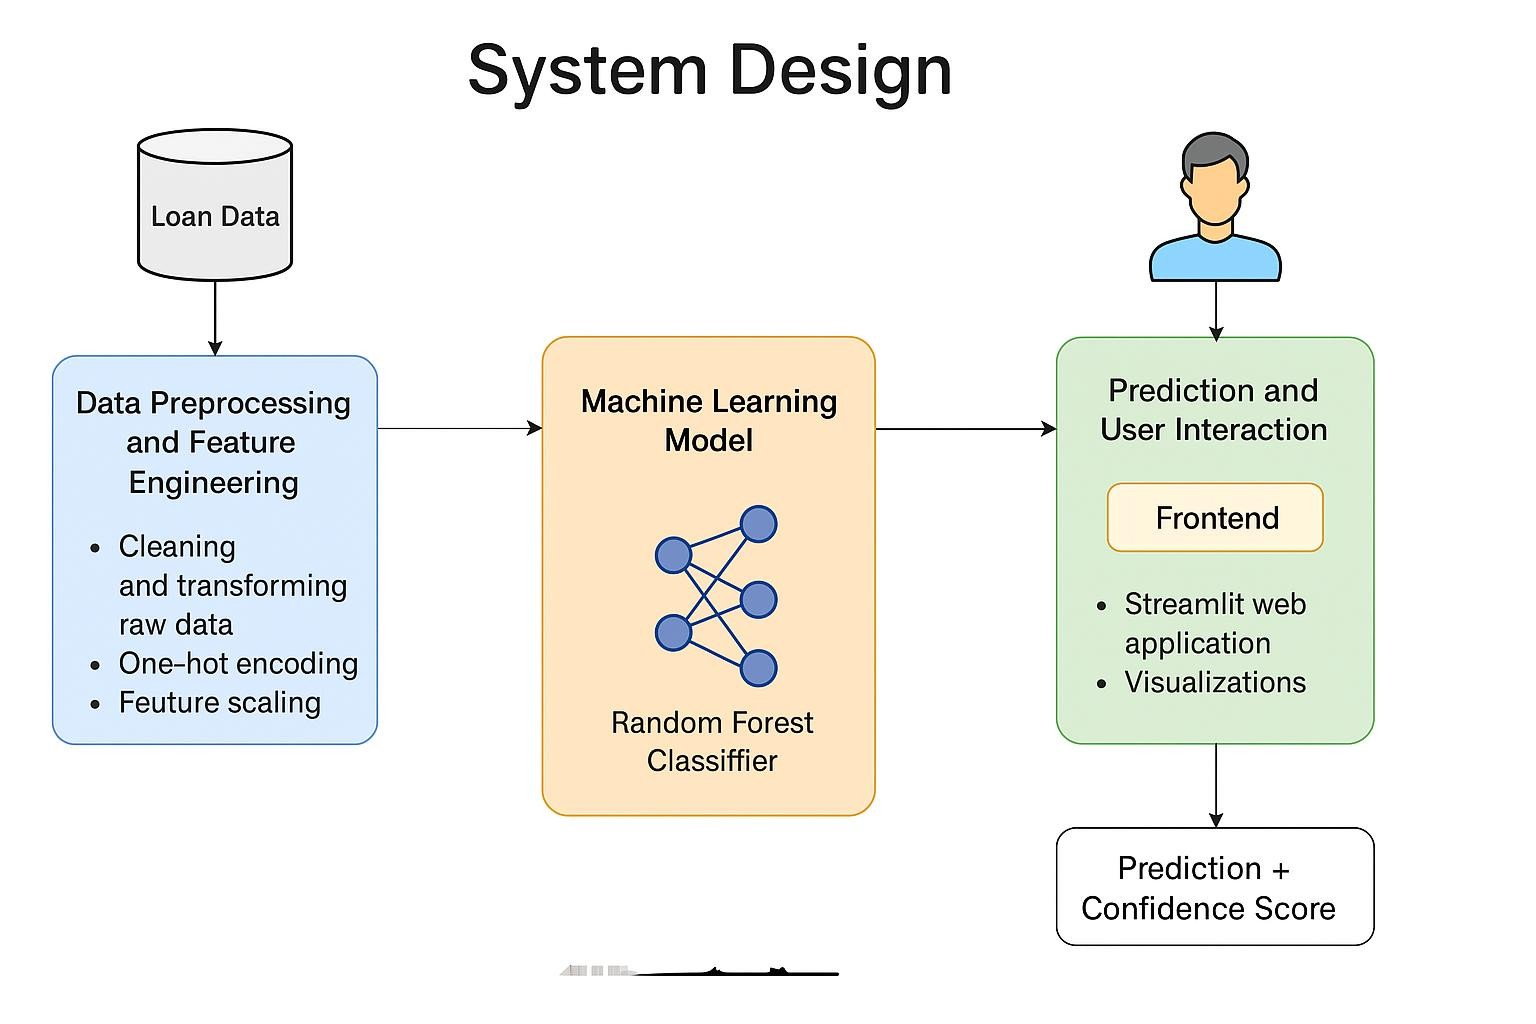 System Design
Loan Data
Data Preprocessing
and Feature
Engineering
• Cleaning
and transforming
raw data
• One-hot encoding
• Feuture scaling
Machine Learning
Model
Random Forest
Classiffier
Prediction and
User Interaction
Frontend
• Streamlit web
application
• Visualizations
Prediction +
Confidence Score